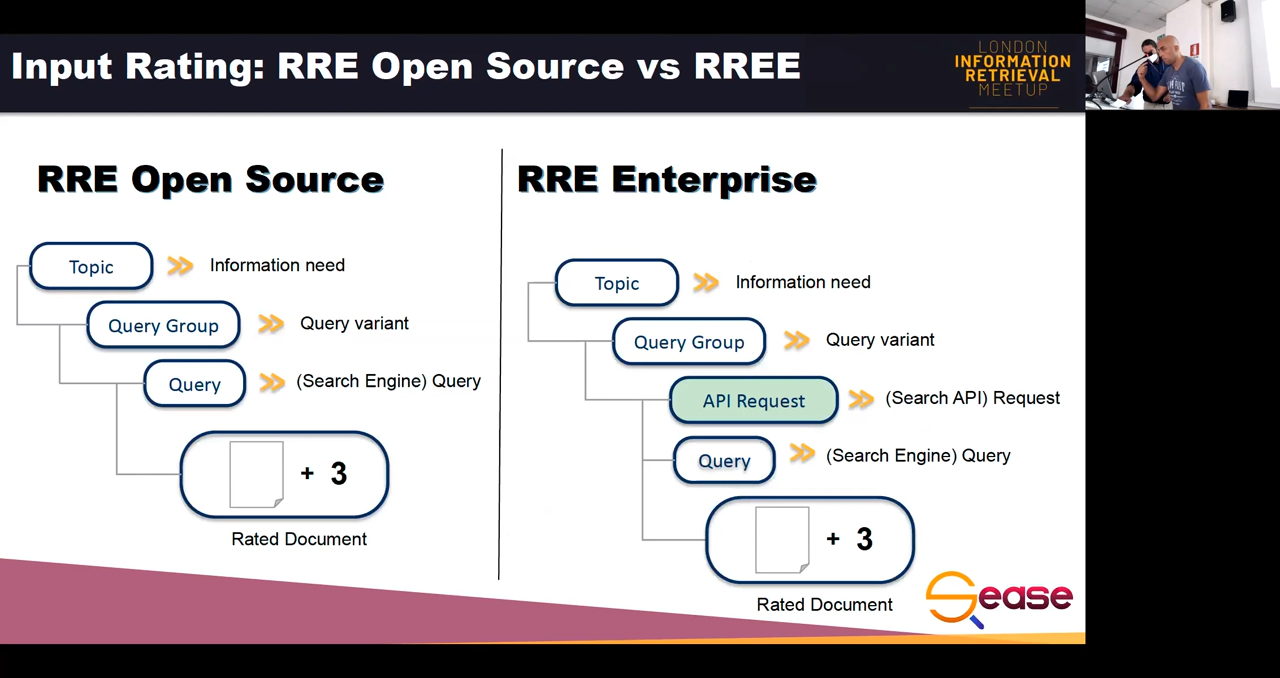 Input Rating: RRE Open Source vs RREE
LONDON
INFORMATION
RETRIEVAL
MEETUP
RRE Open Source
Topic
Information need
Query Group
Query variant
Query
(Search Engine) Query
+ 3
Rated Document
RRE Enterprise
Topic
Information need
Query Group
Query variant
API Request
(Search API) Request
Query
(Search Engine) Query
+ 3
Rated Document
Sease